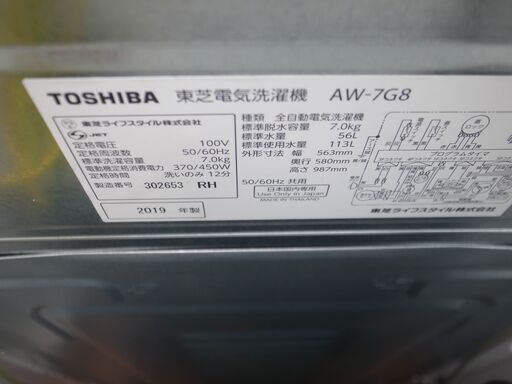 TOSHIBA 東芝電気洗濯機 AW-7G8
東芝ライフスタイル株式会社
JET
定格電圧 100V
定格周波数 50/60Hz
標準洗濯容量 7.0kg
電動機定格消費電力 370/450W
定格時間 洗いのみ 12分
製造番号 302653 RH
2019 年製
種類 全自動電気洗濯機
標準脱水容量 7.0kg
標準水量 56L
標準使用水量 113L
外形寸法 幅 563mm
奥行 580mm
高さ 987mm
50/60Hz 共用
日本国内専用
Use Only in Japan
MADE IN THAILAND
東芝ライフスタイル株式会社